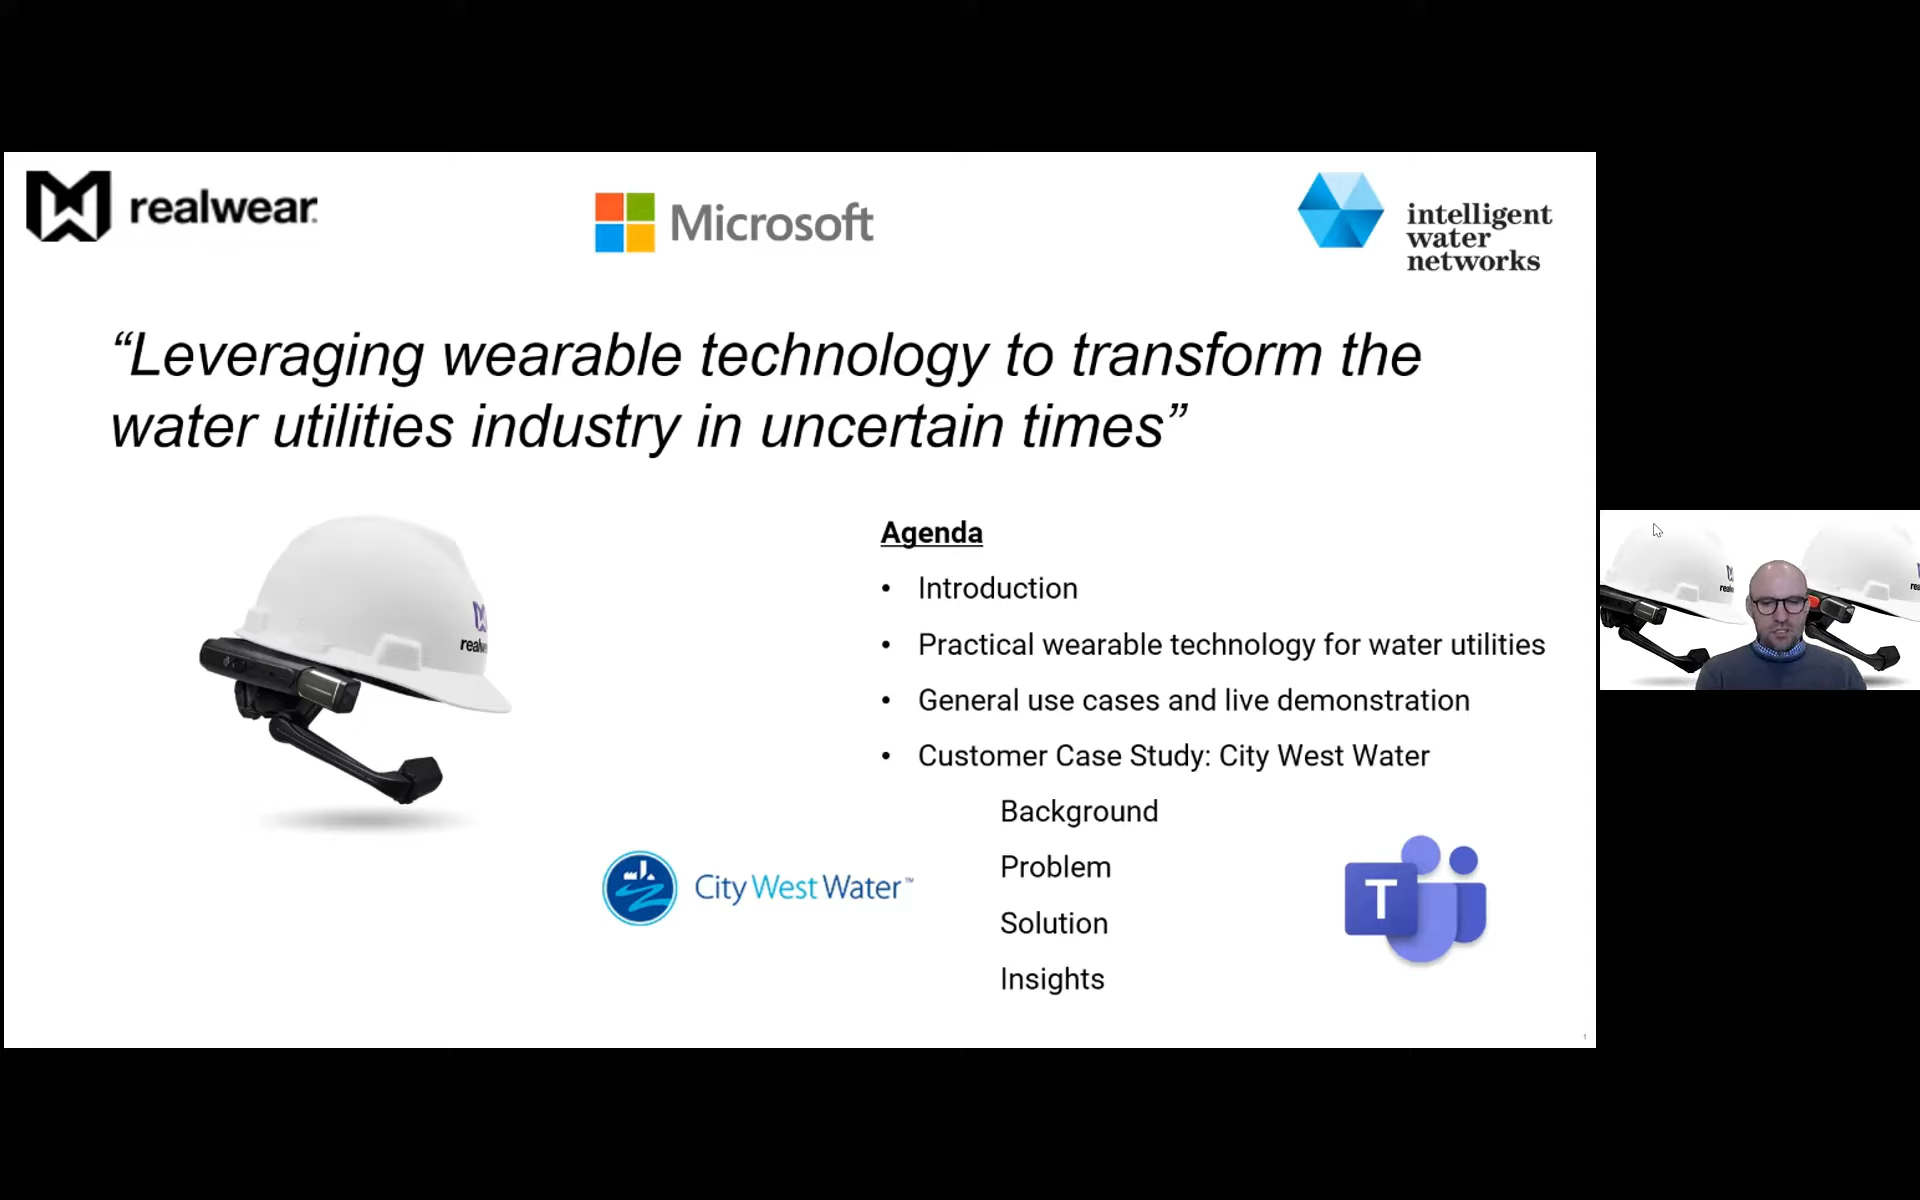 realwear
Microsoft
intelligent
water
networks
“Leveraging wearable technology to transform the
water utilities industry in uncertain times”
Agenda
• Introduction
• Practical wearable technology for water utilities
• General use cases and live demonstration
• Customer Case Study: City West Water
Background
Problem
Solution
Insights
City West Water™
T